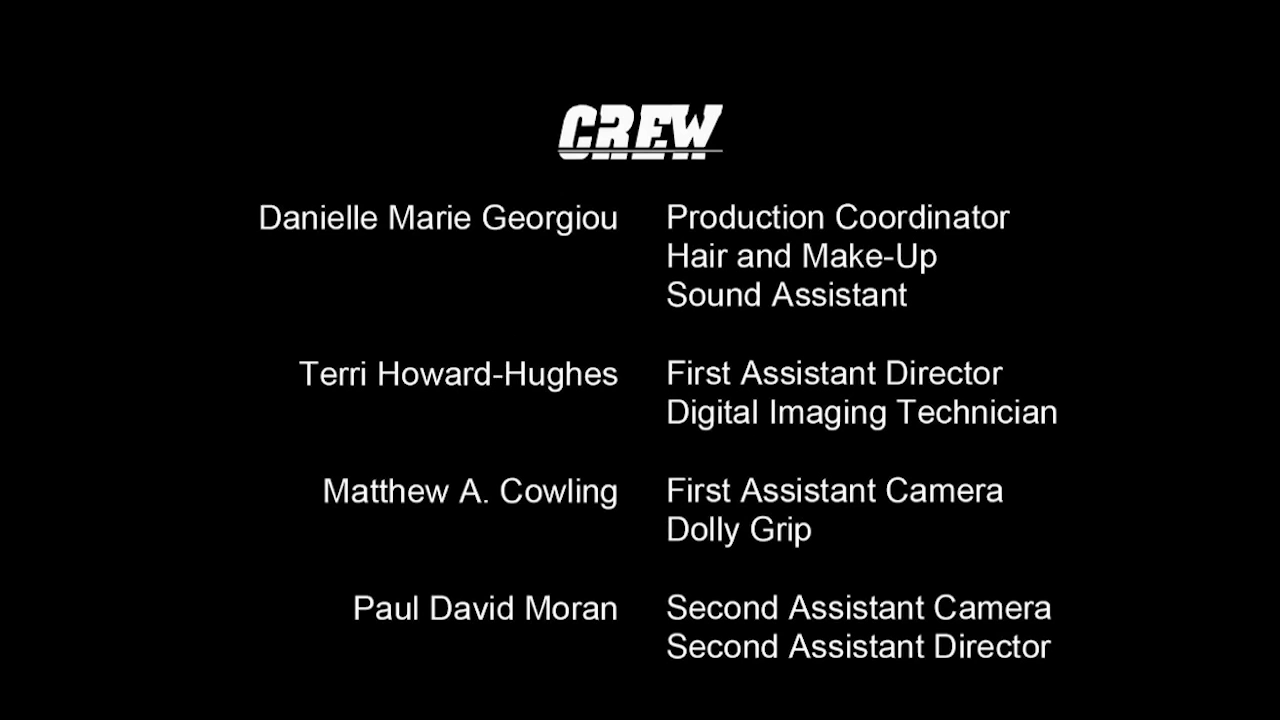 CREW
Danielle Marie Georgiou Production Coordinator
Hair and Make-Up
Sound Assistant
Terri Howard-Hughes First Assistant Director
Digital Imaging Technician
Matthew A. Cowling First Assistant Camera
Dolly Grip
Paul David Moran Second Assistant Camera
Second Assistant Director